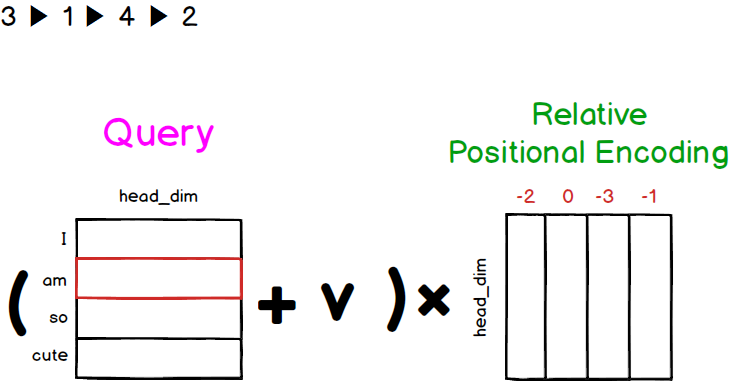 3 ▶ 1 ▶ 4 ▶ 2
Query
Relative
Positional Encoding
head_dim
-2 0 -3 -1
I
am
so
cute
( + v ) ×
head_dim